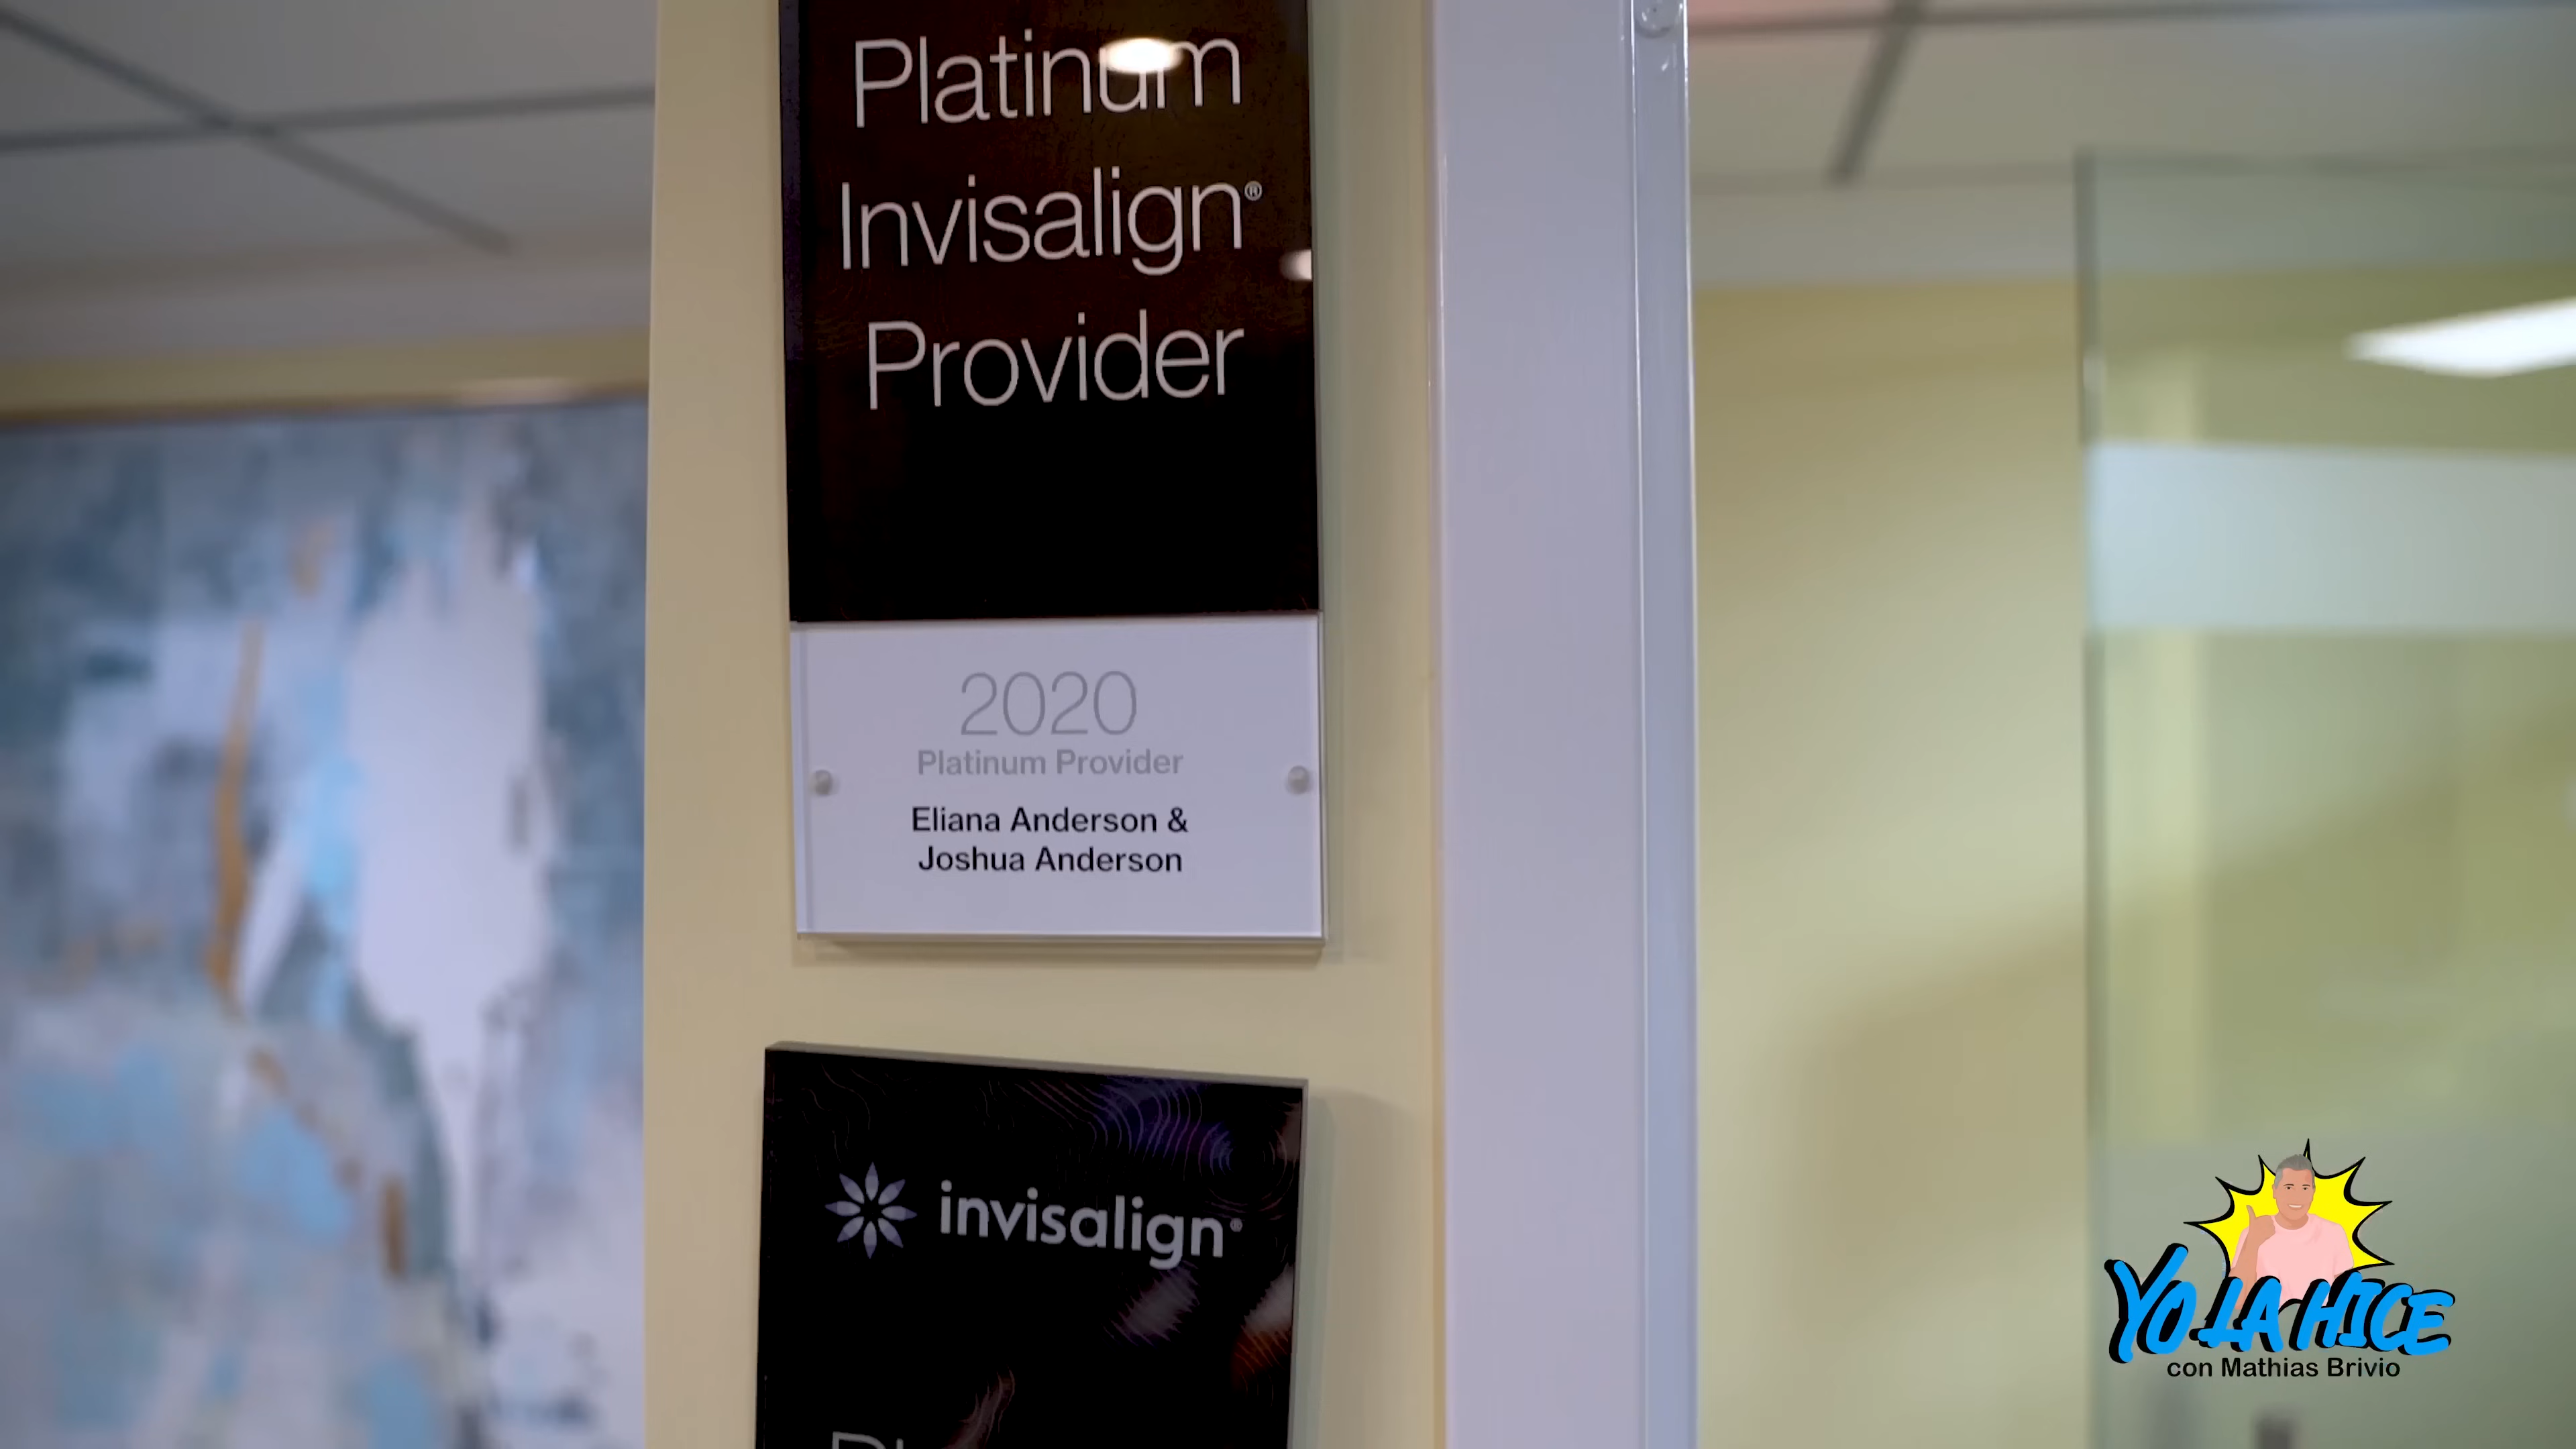 Platinum
Invisalign®
Provider
2020
Platinum Provider
Eliana Anderson &
Joshua Anderson
invisalign®
YO LA HICE
con Mathias Brivio